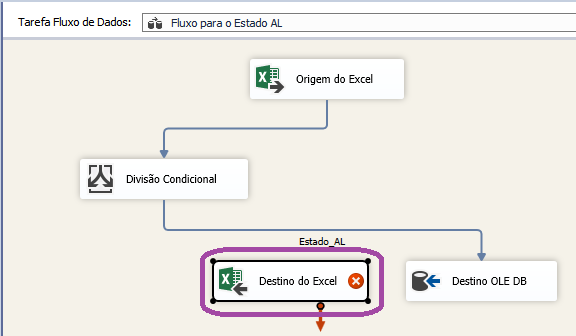 Tarefa Fluxo de Dados: Fluxo para o Estado AL
Origem do Excel
Divisão Condicional
Estado_AL
Destino do Excel
Destino OLE DB